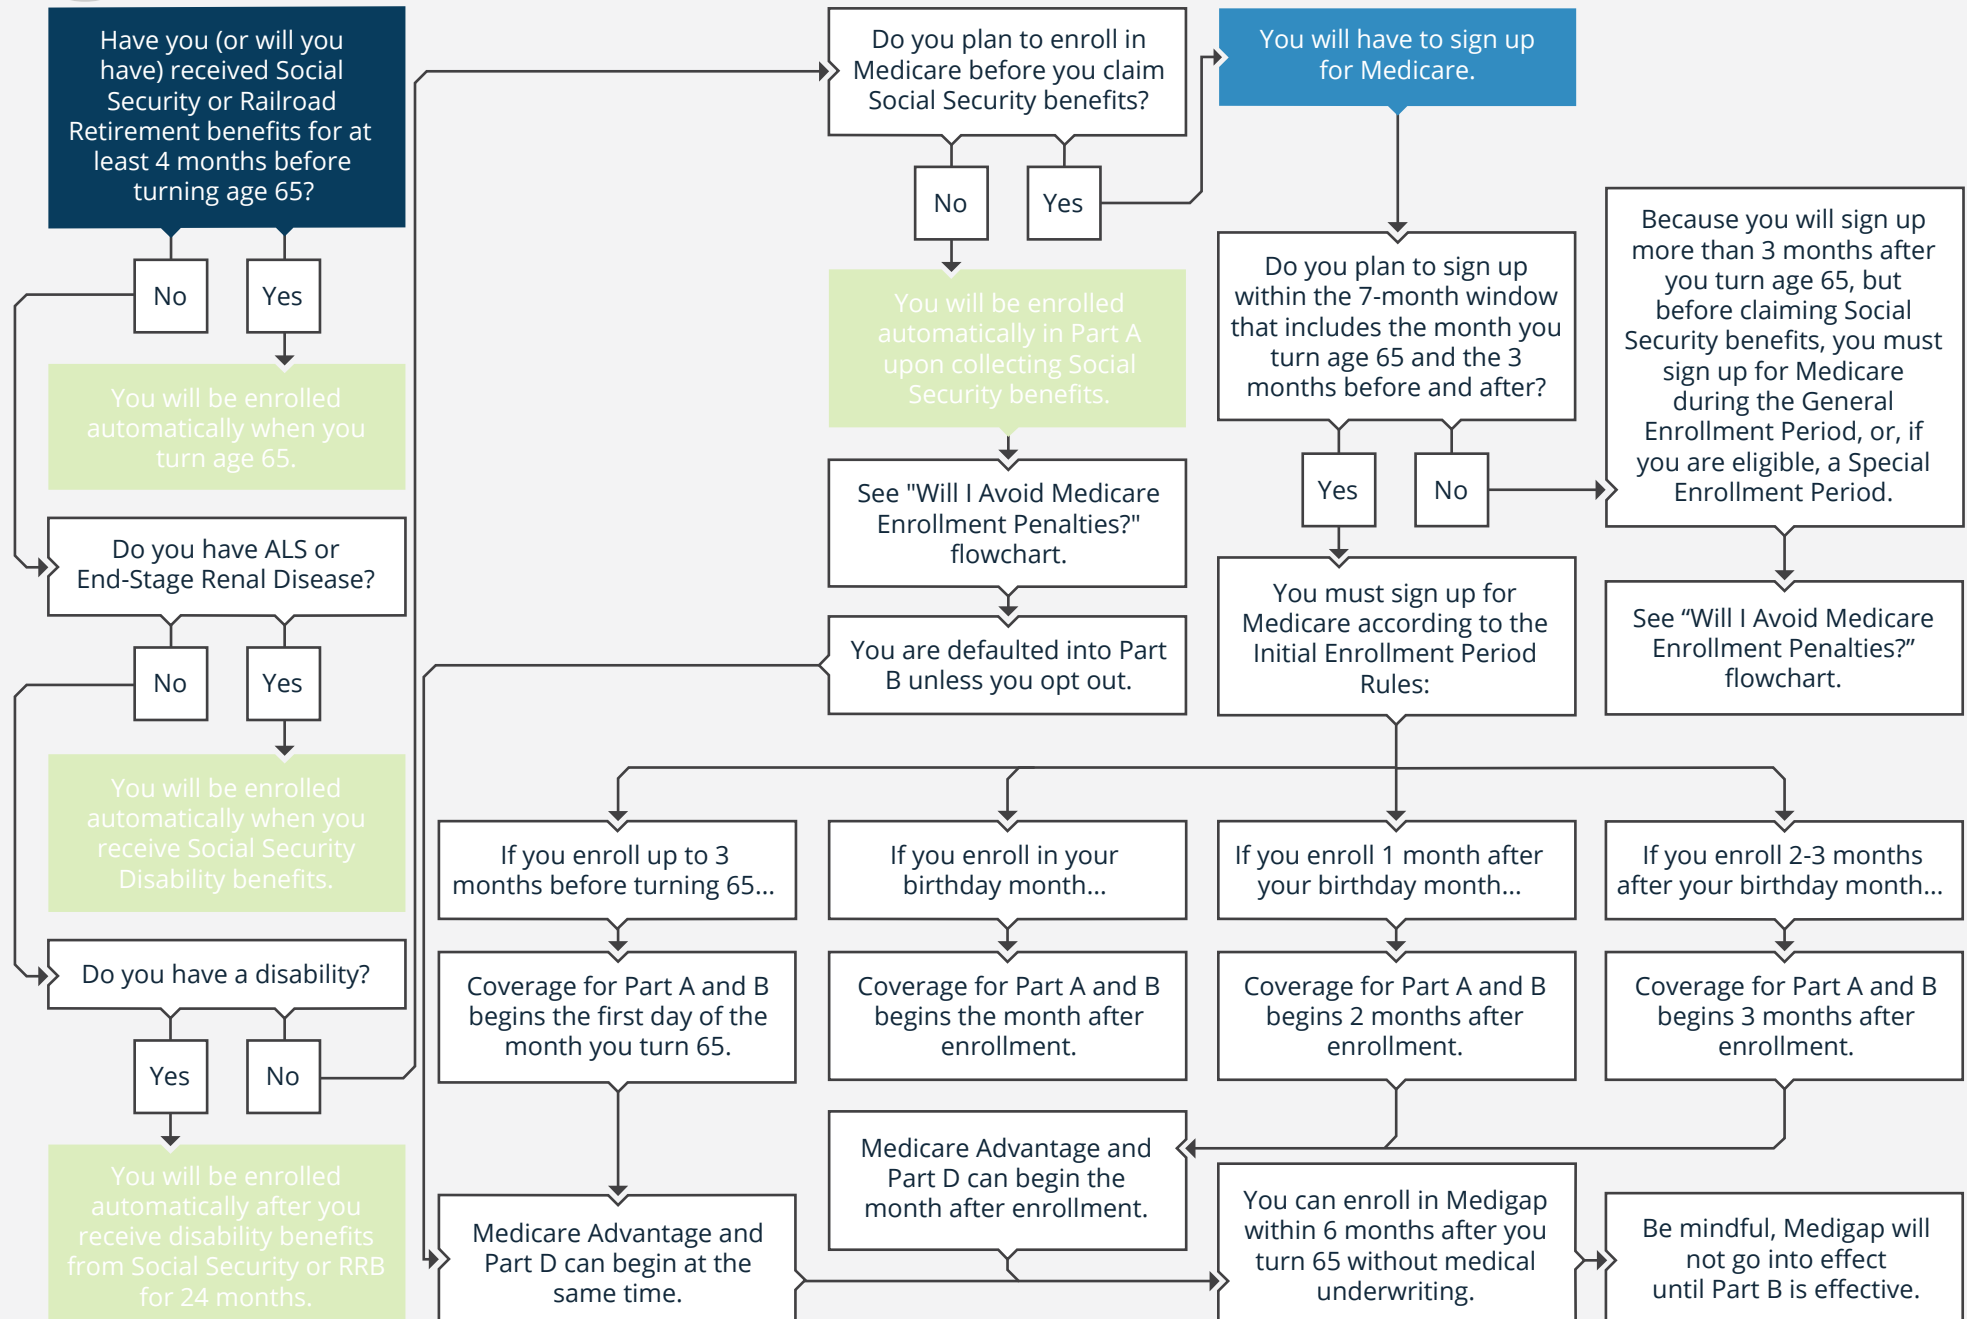 Have you (or will you
have) received Social
Security or Railroad
Retirement benefits for at
least 4 months before
turning age 65?
No
Yes
You will be enrolled
automatically when you
turn age 65.
Do you have ALS or
End-Stage Renal Disease?
No
Yes
You will be enrolled
automatically when you
receive Social Security
Disability benefits.
Do you have a disability?
Yes
No
You will be enrolled
automatically after you
receive disability benefits
from Social Security or RRB
for 24 months.
Do you plan to enroll in
Medicare before you claim
Social Security benefits?
No
Yes
You will be enrolled
automatically in Part A
upon collecting Social
Security benefits.
See "Will I Avoid Medicare
Enrollment Penalties?"
flowchart.
You are defaulted into Part
B unless you opt out.
You will have to sign up
for Medicare.
Do you plan to sign up
within the 7-month window
that includes the month you
turn age 65 and the 3
months before and after?
Yes
No
Because you will sign up
more than 3 months after
you turn age 65, but
before claiming Social
Security benefits, you must
sign up for Medicare
during the General
Enrollment Period, or, if
you are eligible, a Special
Enrollment Period.
See “Will I Avoid Medicare
Enrollment Penalties?”
flowchart.
You must sign up for
Medicare according to the
Initial Enrollment Period
Rules:
If you enroll up to 3
months before turning 65...
Coverage for Part A and B
begins the first day of the
month you turn 65.
Medicare Advantage and
Part D can begin at the
same time.
If you enroll in your
birthday month...
Coverage for Part A and B
begins the month after
enrollment.
If you enroll 1 month after
your birthday month...
Coverage for Part A and B
begins 2 months after
enrollment.
If you enroll 2-3 months
after your birthday month...
Coverage for Part A and B
begins 3 months after
enrollment.
Medicare Advantage and
Part D can begin the
month after enrollment.
You can enroll in Medigap
within 6 months after you
turn 65 without medical
underwriting.
Be mindful, Medigap will
not go into effect
until Part B is effective.